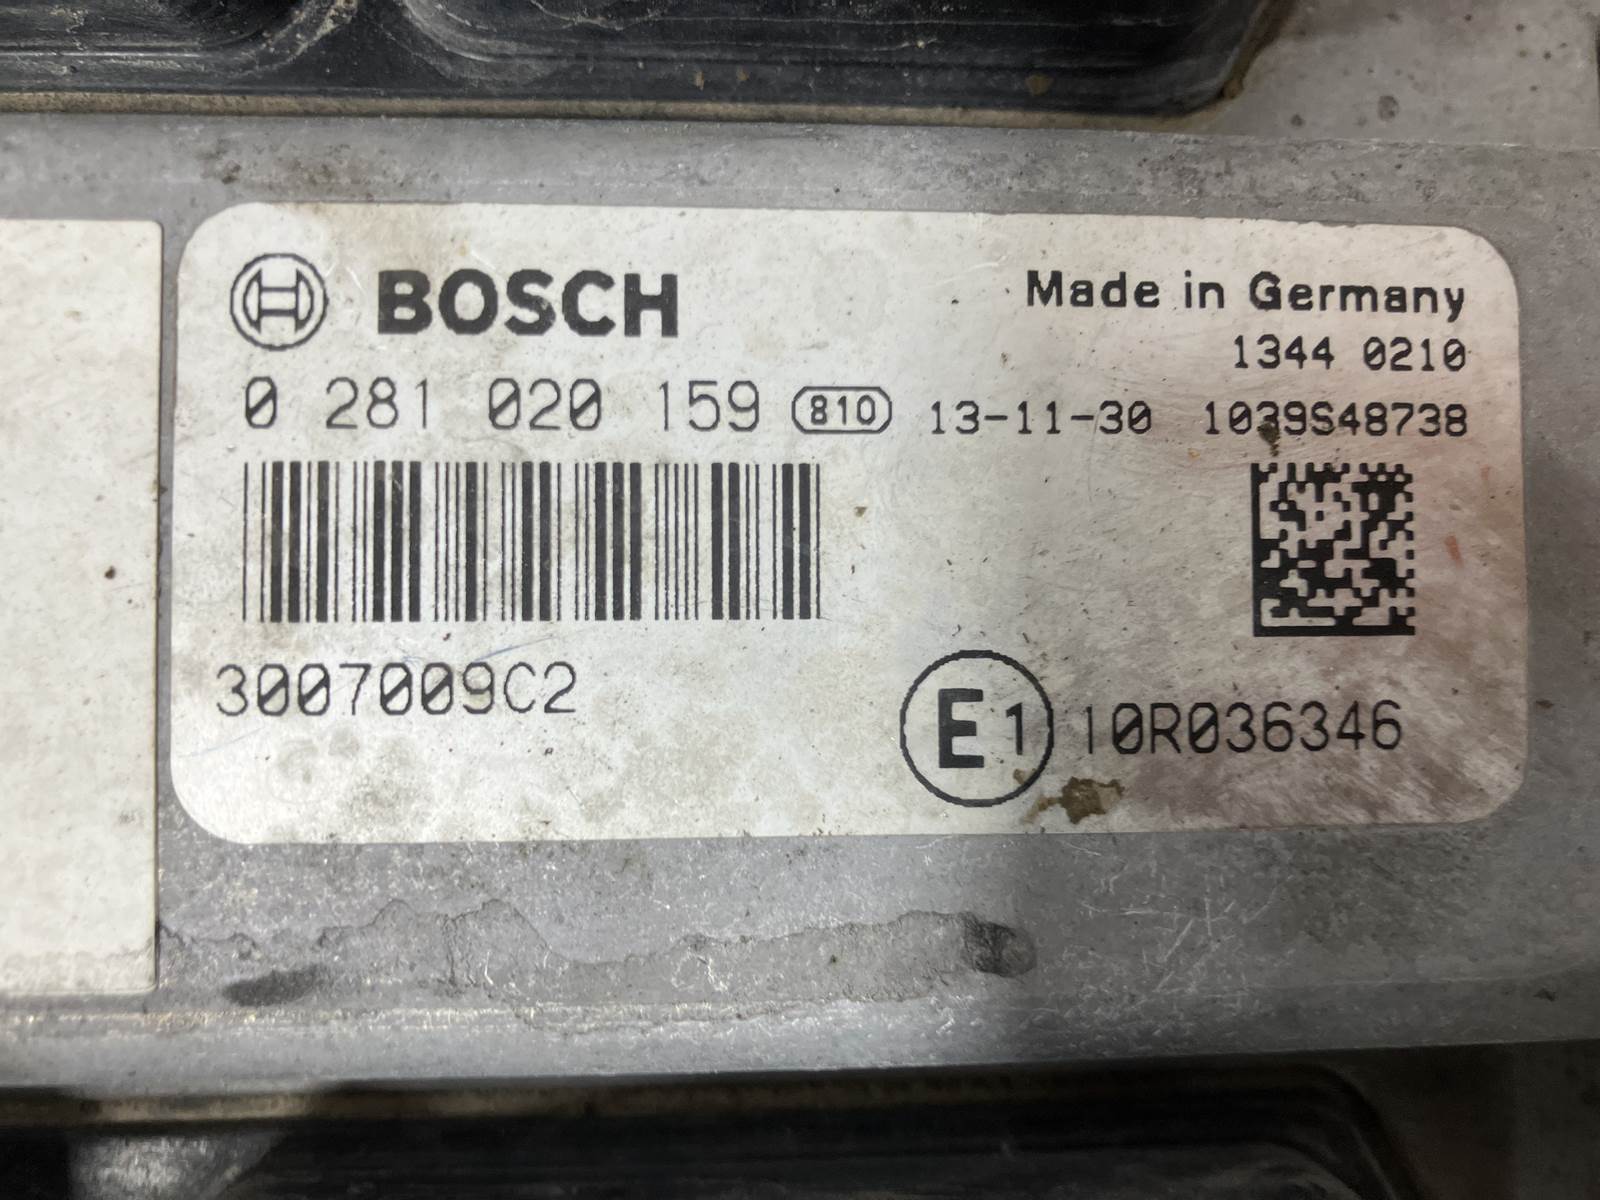 BOSCH
Made in Germany
1344 0210
0 281 020 159 810 13-11-30 1039S48738
3007009C2
E1 10R036346